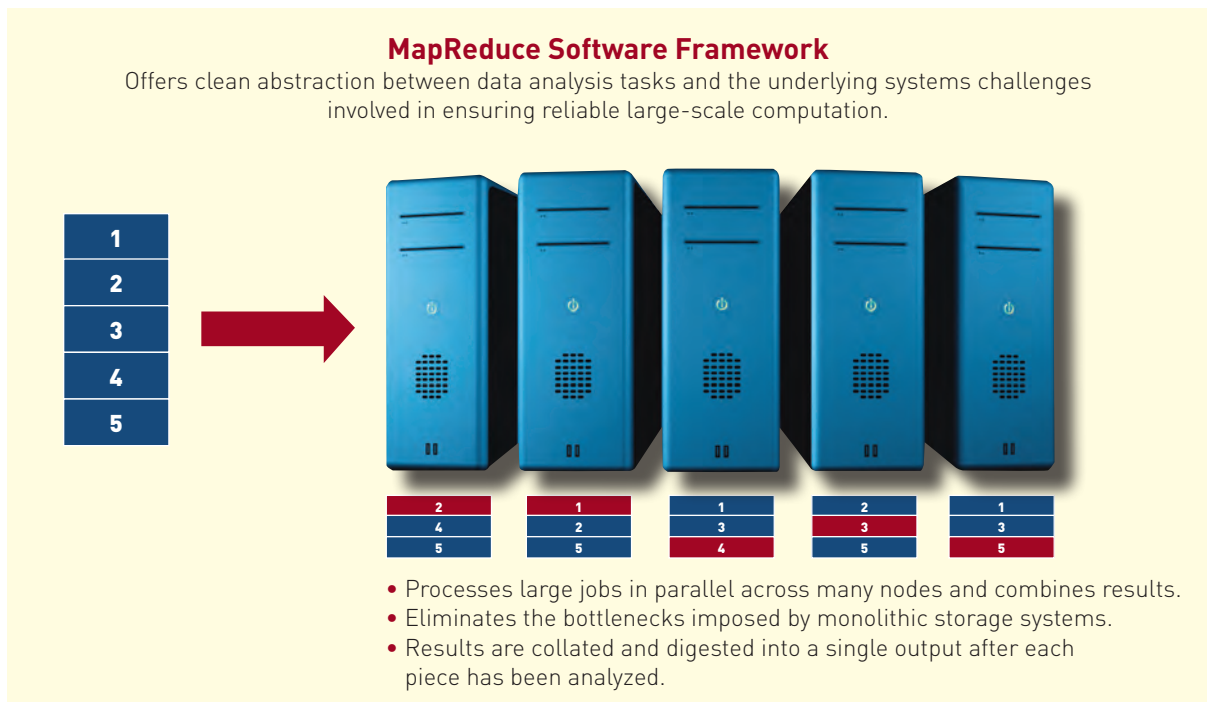 MapReduce Software Framework
Offers clean abstraction between data analysis tasks and the underlying systems challenges
involved in ensuring reliable large-scale computation.
1
2
3
4
5
2 1 1 2 1
4 2 3 3 3
5 5 4 5 5
• Processes large jobs in parallel across many nodes and combines results.
• Eliminates the bottlenecks imposed by monolithic storage systems.
• Results are collated and digested into a single output after each
piece has been analyzed.